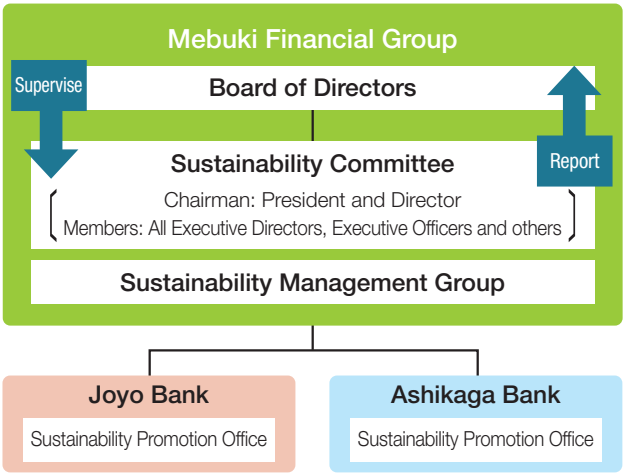 Mebuki Financial Group
Supervise
Board of Directors
Sustainability Committee
Report
Chairman: President and Director
Members: All Executive Directors, Executive Officers and others
Sustainability Management Group
Joyo Bank
Sustainability Promotion Office
Ashikaga Bank
Sustainability Promotion Office